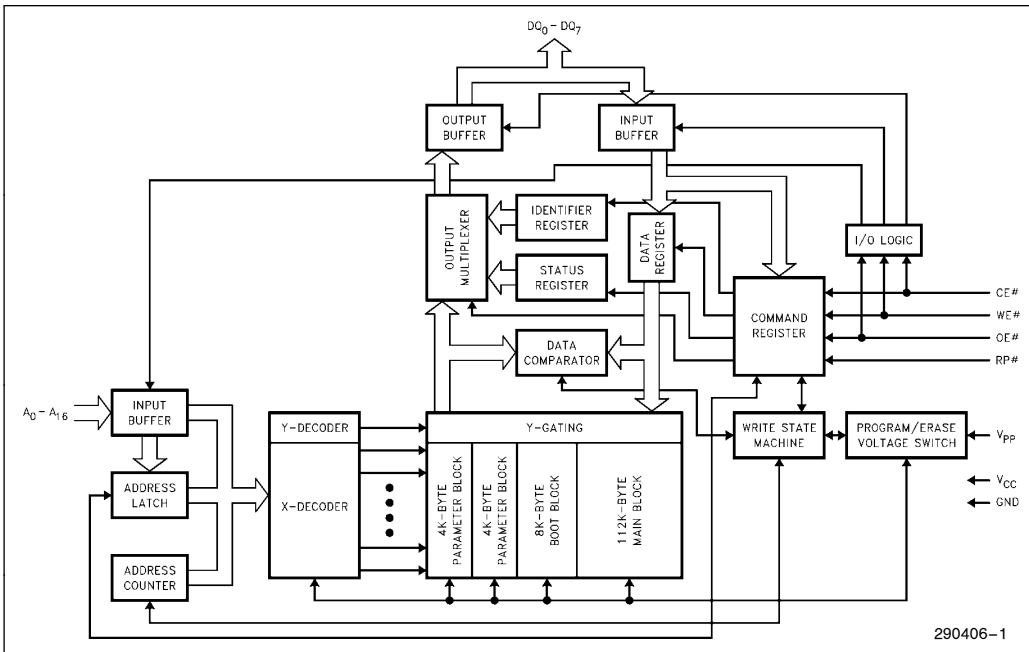 DQ0 – DQ7
OUTPUT
BUFFER
INPUT
BUFFER
OUTPUT
MULTIPLEXER
IDENTIFIER
REGISTER
DATA
REGISTER
I/O LOGIC
STATUS
REGISTER
COMMAND
REGISTER
CE#
WE#
OE#
RP#
DATA
COMPARATOR
A0 – A16
INPUT
BUFFER
Y-DECODER
Y-GATING
WRITE STATE
MACHINE
PROGRAM/ERASE
VOLTAGE SWITCH
VPP
ADDRESS
LATCH
X-DECODER
4K-BYTE
PARAMETER BLOCK
4K-BYTE
PARAMETER BLOCK
8K-BYTE
BOOT BLOCK
112K-BYTE
MAIN BLOCK
VCC
GND
ADDRESS
COUNTER
290406–1